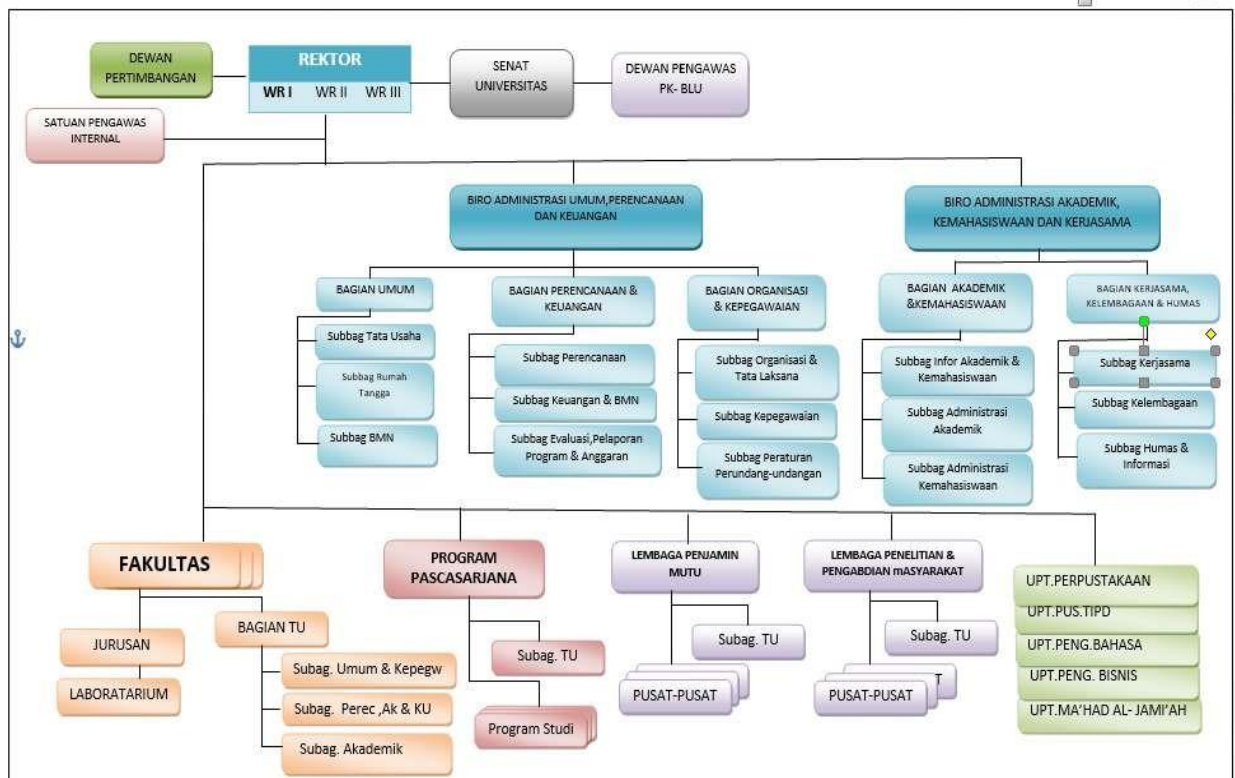 DEWAN
PERTIMBANGAN
REKTOR
WR I WR II WR III
SENAT
UNIVERSITAS
DEWAN PENGAWAS
PK- BLU
SATUAN PENGAWAS
INTERNAL
BIRO ADMINISTRASI UMUM,PERENCANAAN
DAN KEUANGAN
BIRO ADMINISTRASI AKADEMIK,
KEMAHASISWAAN DAN KERJASAMA
BAGIAN UMUM
Subbag Tata Usaha
Subbag Rumah
Tangga
Subbag BMN
BAGIAN PERENCANAAN &
KEUANGAN
Subbag Perencanaan
Subbag Keuangan & BMN
Subbag Evaluasi,Pelaporan
Program & Anggaran
BAGIAN ORGANISASI
& KEPEGAWAIAN
Subbag Organisasi &
Tata Laksana
Subbag Kepegawaian
Subbag Peraturan
Perundang-undangan
BAGIAN AKADEMIK
&KEMAHASISWAAN
Subbag Infor Akademik &
Kemahasiswaan
Subbag Administrasi
Akademik
Subbag Administrasi
Kemahasiswaan
BAGIAN KERJASAMA,
KELEMBAGAAN & HUMAS
Subbag Kerjasama
Subbag Kelembagaan
Subbag Humas &
Informasi
FAKULTAS
JURUSAN
LABORATARIUM
BAGIAN TU
Subag. Umum & Kepegw
Subag. Perec ,Ak & KU
Subag. Akademik
PROGRAM
PASCASARJANA
Subag. TU
Program Studi
LEMBAGA PENJAMIN
MUTU
Subag. TU
PUSAT-PUSAT
LEMBAGA PENELITIAN &
PENGABDIAN mASYARAKAT
Subag. TU
PUSAT-PUSAT
UPT.PERPUSTAKAAN
UPT.PUS.TIPD
UPT.PENG.BAHASA
UPT.PENG. BISNIS
UPT.MA'HAD AL- JAMI'AH